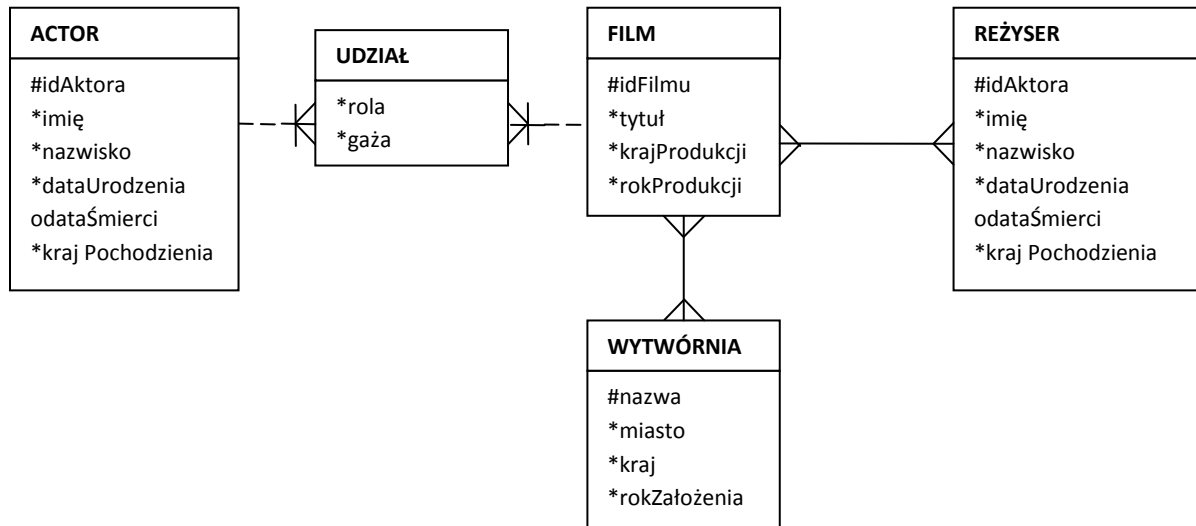 ACTOR
#idAktora
*imię
*nazwisko
*dataUrodzenia
odataŚmierci
*kraj Pochodzienia
UDZIAŁ
*rola
*gaża
FILM
#idFilmu
*tytuł
*krajProdukcji
*rokProdukcji
REŻYSER
#idAktora
*imię
*nazwisko
*dataUrodzenia
odataŚmierci
*kraj Pochodzienia
WYTWÓRNIA
#nazwa
*miasto
*kraj
*rokZałożenia